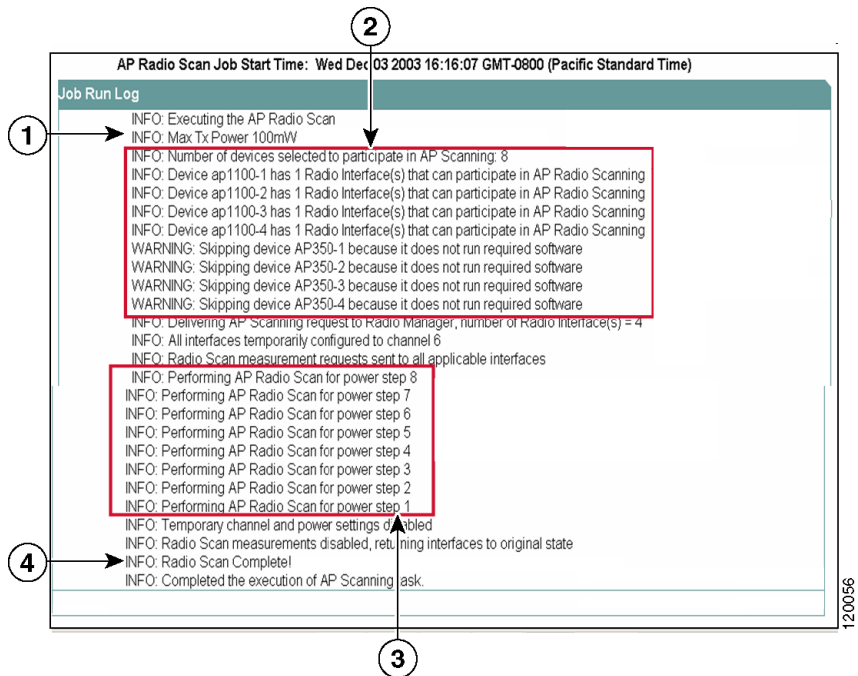 2
AP Radio Scan Job Start Time: Wed Dec 03 2003 16:16:07 GMT-0800 (Pacific Standard Time)
Job Run Log
INFO: Executing the AP Radio Scan
1
INFO: Max Tx Power 100mW
INFO: Number of devices selected to participate in AP Scanning: 8
INFO: Device ap1100-1 has 1 Radio Interface(s) that can participate in AP Radio Scanning
INFO: Device ap1100-2 has 1 Radio Interface(s) that can participate in AP Radio Scanning
INFO: Device ap1100-3 has 1 Radio Interface(s) that can participate in AP Radio Scanning
INFO: Device ap1100-4 has 1 Radio Interface(s) that can participate in AP Radio Scanning
WARNING: Skipping device AP350-1 because it does not run required software
WARNING: Skipping device AP350-2 because it does not run required software
WARNING: Skipping device AP350-3 because it does not run required software
WARNING: Skipping device AP350-4 because it does not run required software
INFO: Delivering AP Scanning request to Radio Manager, number of Radio Interface(s) = 4
INFO: All interfaces temporarily configured to channel 6
INFO: Radio Scan measurement requests sent to all applicable interfaces
INFO: Performing AP Radio Scan for power step 8
INFO: Performing AP Radio Scan for power step 7
INFO: Performing AP Radio Scan for power step 6
INFO: Performing AP Radio Scan for power step 5
INFO: Performing AP Radio Scan for power step 4
INFO: Performing AP Radio Scan for power step 3
INFO: Performing AP Radio Scan for power step 2
INFO: Performing AP Radio Scan for power step 1
INFO: Temporary channel and power settings disabled
INFO: Radio Scan measurements disabled, returning interfaces to original state
4
INFO: Radio Scan Complete!
INFO: Completed the execution of AP Scanning task.
120056
3